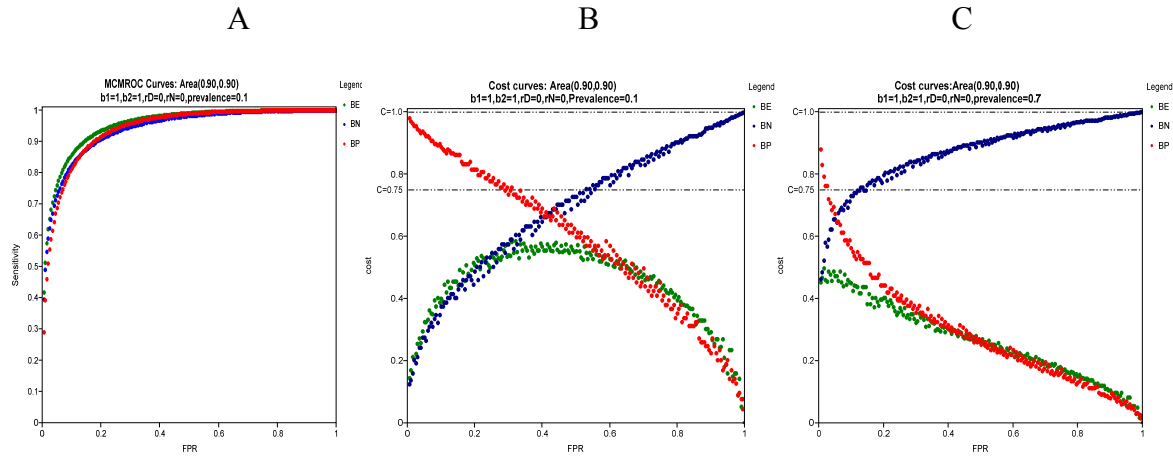 A
B
C
MCMROC Curves: Area(0.90,0.90)
b1=1,b2=1,rD=0,rN=0,prevalence=0.1
Legend
BE
BN
BP
Sensitivity
1
0.9
0.8
0.7
0.6
0.5
0.4
0.3
0.2
0.1
0
0
0.2
0.4
0.6
0.8
1
FPR
Cost curves: Area(0.90,0.90)
b1=1,b2=1,rD=0,rN=0,Prevalence=0.1
Legend
BE
BN
BP
cost
C=1.0
C=0.75
0.6
0.4
0.2
0
0
0.2
0.4
0.6
0.8
1
FPR
Cost curves:Area(0.90,0.90)
b1=1,b2=1,rD=0,rN=0,prevalence=0.7
Legend
BE
BN
BP
cost
C=1.0
C=0.75
0.6
0.4
0.2
0
0
0.2
0.4
0.6
0.8
1
FPR